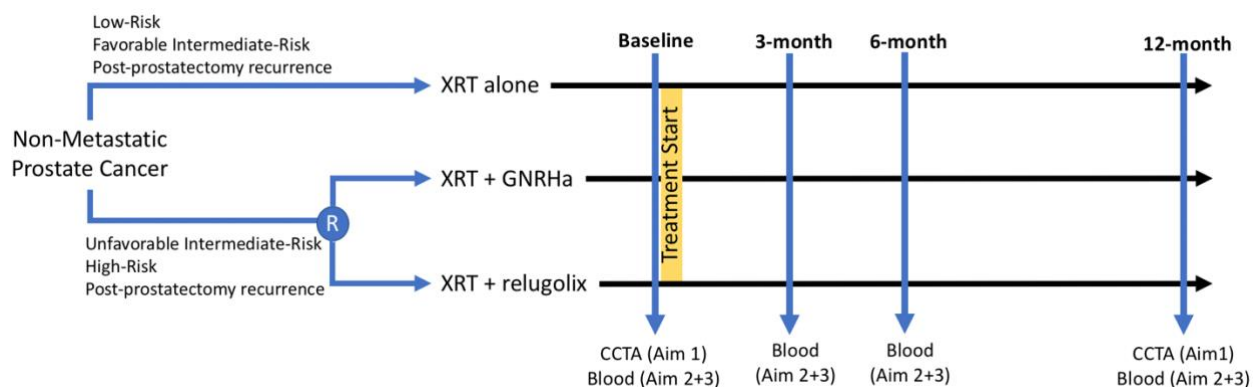 Low-Risk
Favorable Intermediate-Risk
Post-prostatectomy recurrence
Baseline
3-month
6-month
12-month
XRT alone
Non-Metastatic
Prostate Cancer
Treatment Start
XRT + GNRHa
R
Unfavorable Intermediate-Risk
High-Risk
Post-prostatectomy recurrence
XRT + relugolix
CCTA (Aim 1)
Blood (Aim 2+3)
Blood
(Aim 2+3)
Blood
(Aim 2+3)
CCTA (Aim1)
Blood (Aim 2+3)